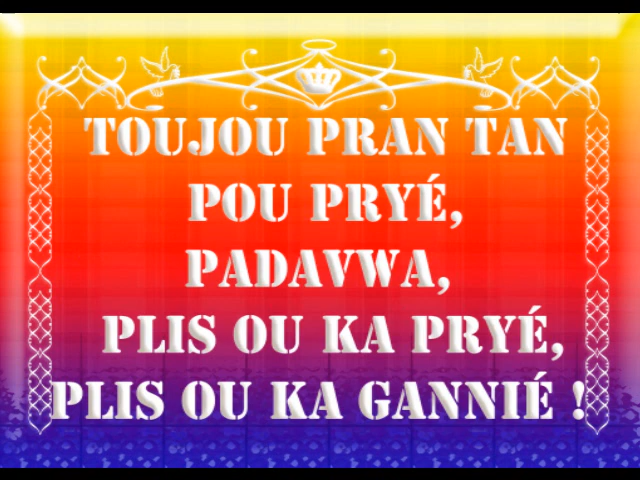 TOUJOU PRAN TAN
POU PRYÉ,
PADAVWA,
PLIS OU KA PRYÉ,
PLIS OU KA GANNIÉ !